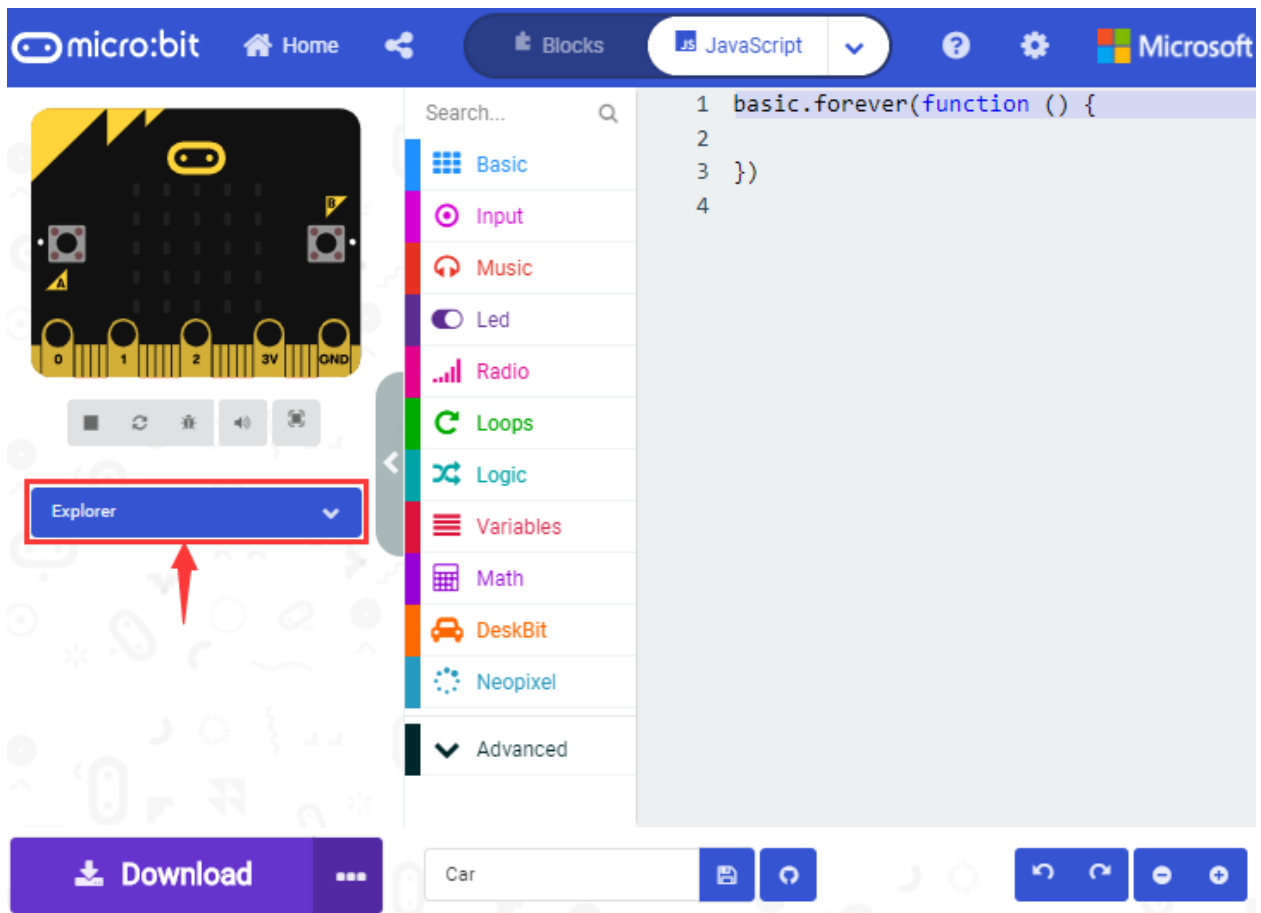 micro:bit Home Blocks JavaScript Microsoft
Search...
Basic
Input
Music
Led
Radio
Loops
Logic
Variables
Math
DeskBit
Neopixel
Advanced
1 basic.forever(function () {
2
3 })
4
B
A
0 1 2 3V GND
Explorer
Download
Car